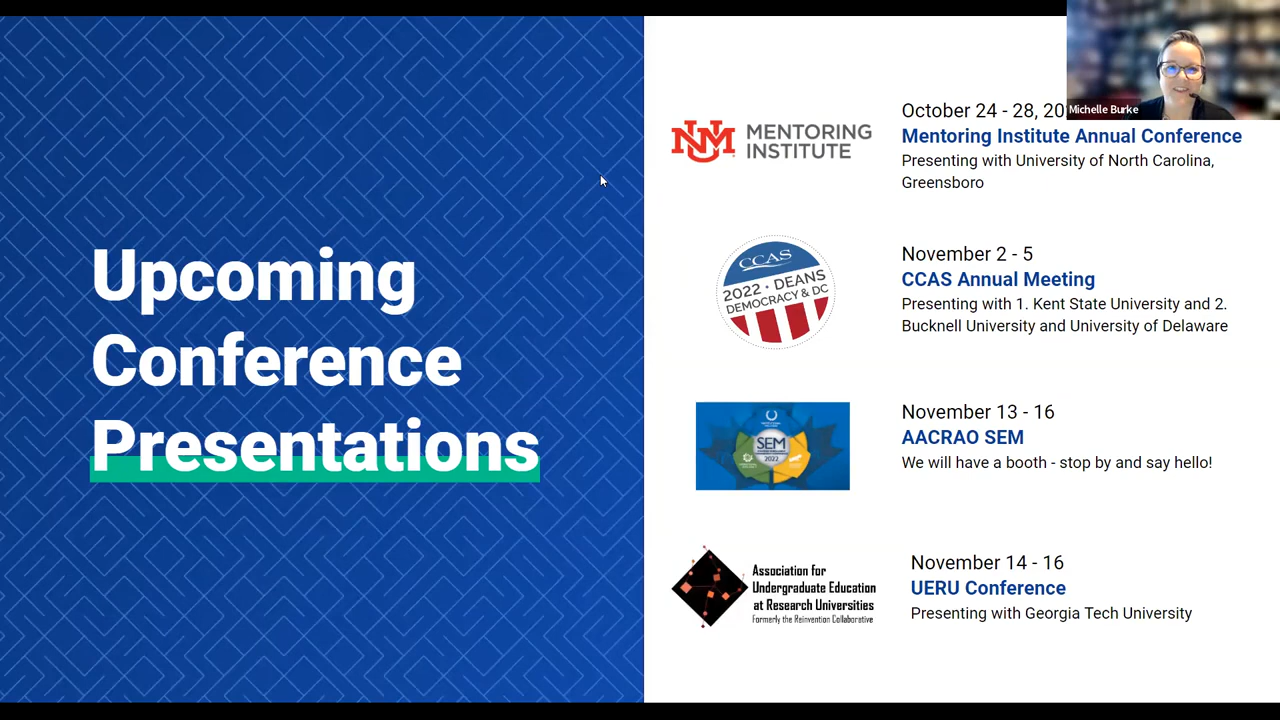 Upcoming
Conference
Presentations
UNM
MENTORING
INSTITUTE
October 24 - 28, 20
Michelle Burke
Mentoring Institute Annual Conference
Presenting with University of North Carolina,
Greensboro
CCAS
2022 • DEANS
DEMOCRACY & DC
November 2 - 5
CCAS Annual Meeting
Presenting with 1. Kent State University and 2.
Bucknell University and University of Delaware
SEM
2022
November 13 - 16
AACRAO SEM
We will have a booth - stop by and say hello!
Association for
Undergraduate Education
at Research Universities
Formerly the Reinvention Collaborative
November 14 - 16
UERU Conference
Presenting with Georgia Tech University